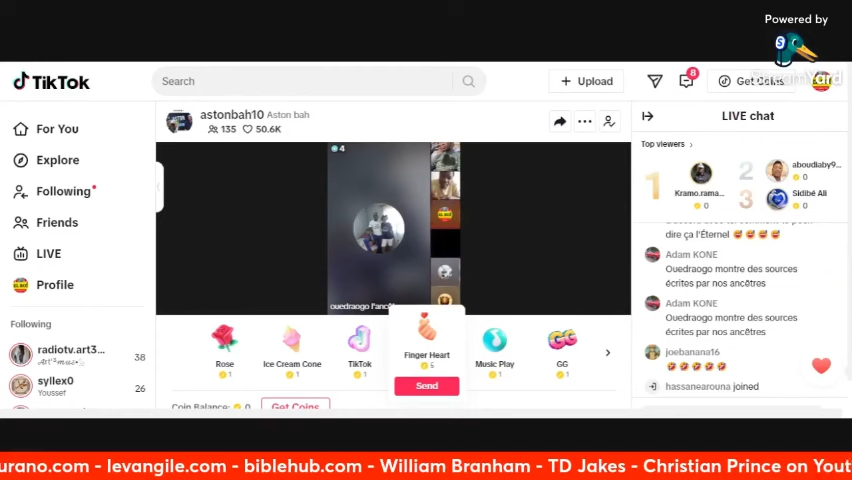 Powered by
StreamYard
TikTok
Search
Upload
8
Get Coins
For You
Explore
Following
Friends
LIVE
Profile
Following
radiotv.art3...
38
syllex0
Youssef
26
astonbah10 Aston bah
135 50.6K
4
Rose
1
Ice Cream Cone
1
TikTok
1
Finger Heart
5
Send
Music Play
1
GG
1
Coin Balance: 0 Get Coins
LIVE chat
Top viewers
1
Kramo.rama...
0
2
aboudiaby9...
0
3
Sidibé Ali
0
dire ça l'Éternel
Adam KONE
Ouedraogo montre des sources
écrites par nos ancêtres
Adam KONE
Ouedraogo montre des sources
écrites par nos ancêtres
joebanana16
hassanearouna joined
urano.com - levangile.com - biblehub.com - William Branham - TD Jakes - Christian Prince on Yout